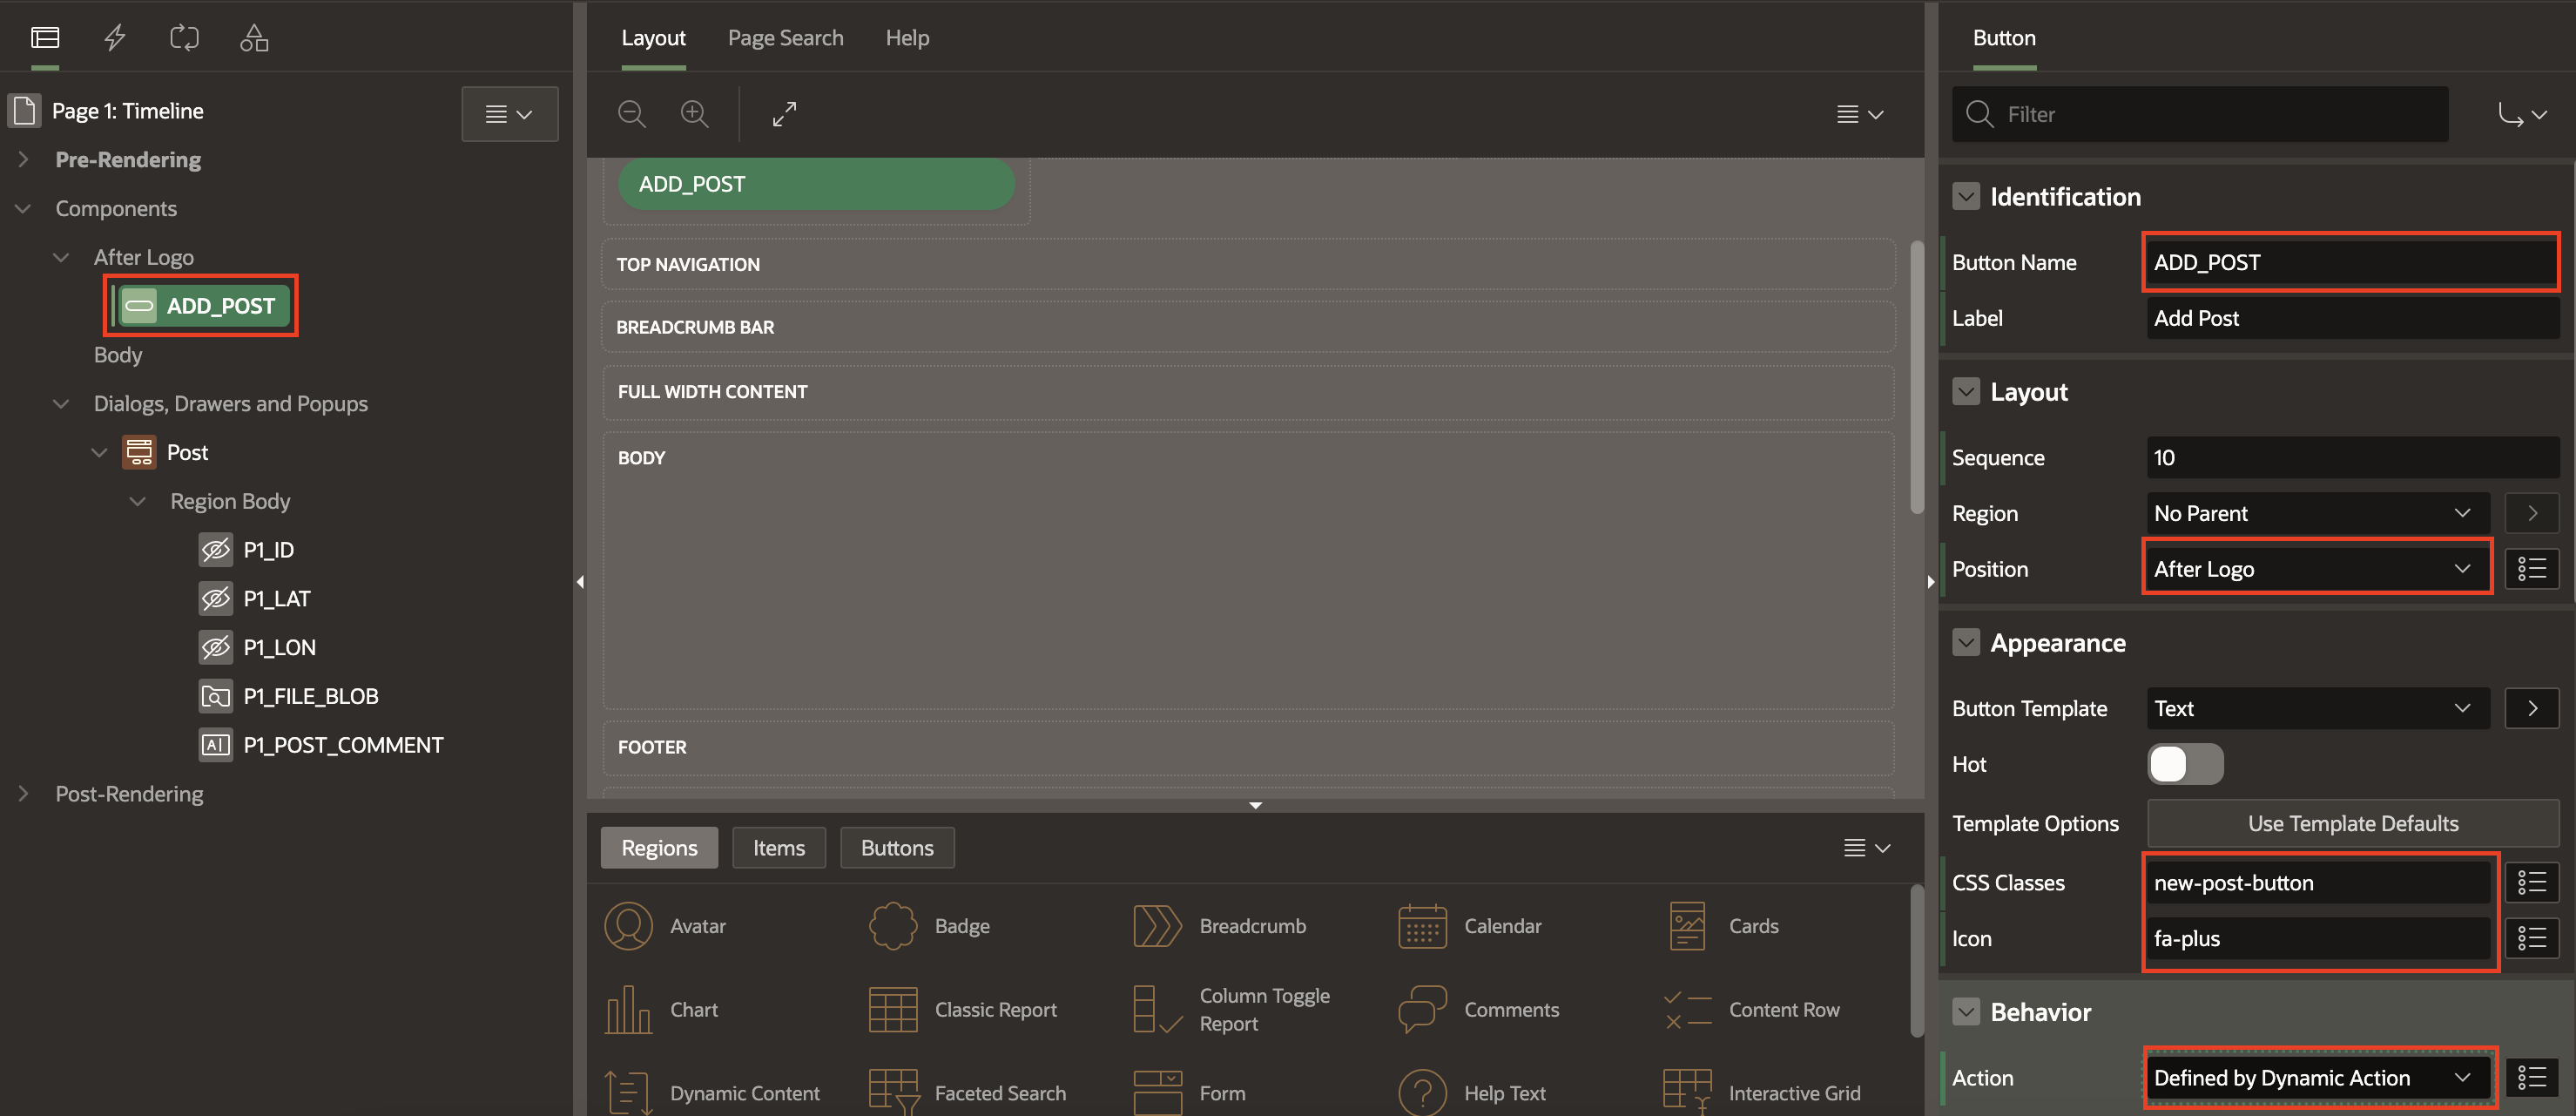 Page 1: Timeline
Pre-Rendering
Components
After Logo
ADD_POST
Body
Dialogs, Drawers and Popups
Post
Region Body
P1_ID
P1_LAT
P1_LON
P1_FILE_BLOB
P1_POST_COMMENT
Post-Rendering
Layout Page Search Help
ADD_POST
TOP NAVIGATION
BREADCRUMB BAR
FULL WIDTH CONTENT
BODY
FOOTER
Regions Items Buttons
Avatar Badge Breadcrumb Calendar Cards
Chart Classic Report Column Toggle Report Comments Content Row
Dynamic Content Faceted Search Form Help Text Interactive Grid
Button
Filter
Identification
Button Name ADD_POST
Label Add Post
Layout
Sequence 10
Region No Parent
Position After Logo
Appearance
Button Template Text
Hot
Template Options Use Template Defaults
CSS Classes new-post-button
Icon fa-plus
Behavior
Action Defined by Dynamic Action